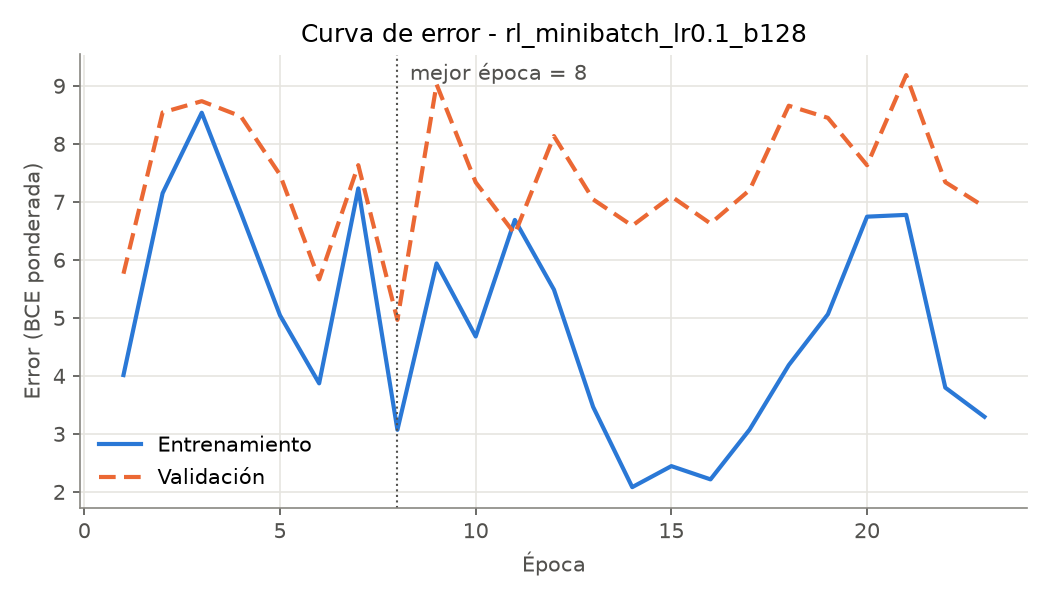 Curva de error - rl_minibatch_lr0.1_b128
mejor época = 8
Error (BCE ponderada)
9
8
7
6
5
4
3
2
Entrenamiento
Validación
0
5
10
15
20
Época